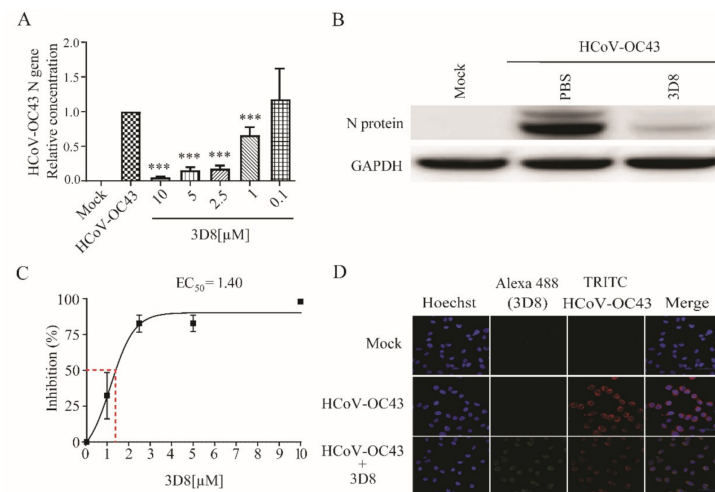 A
HCoV-OC43 N gene
Relative concentration
2.0
1.5
1.0
0.5
0.0
***
***
***
***
Mock
HCoV-OC43
10
5
2.5
1
0.1
3D8[µM]
B
HCoV-OC43
Mock
PBS
3D8
N protein
GAPDH
C
EC50= 1.40
Inhibition (%)
100
75
50
25
0
0
1
2
3
4
5
6
7
8
9
10
3D8[µM]
D
Hoechst
Alexa 488
(3D8)
TRITC
HCoV-OC43
Merge
Mock
HCoV-OC43
HCoV-OC43
+
3D8